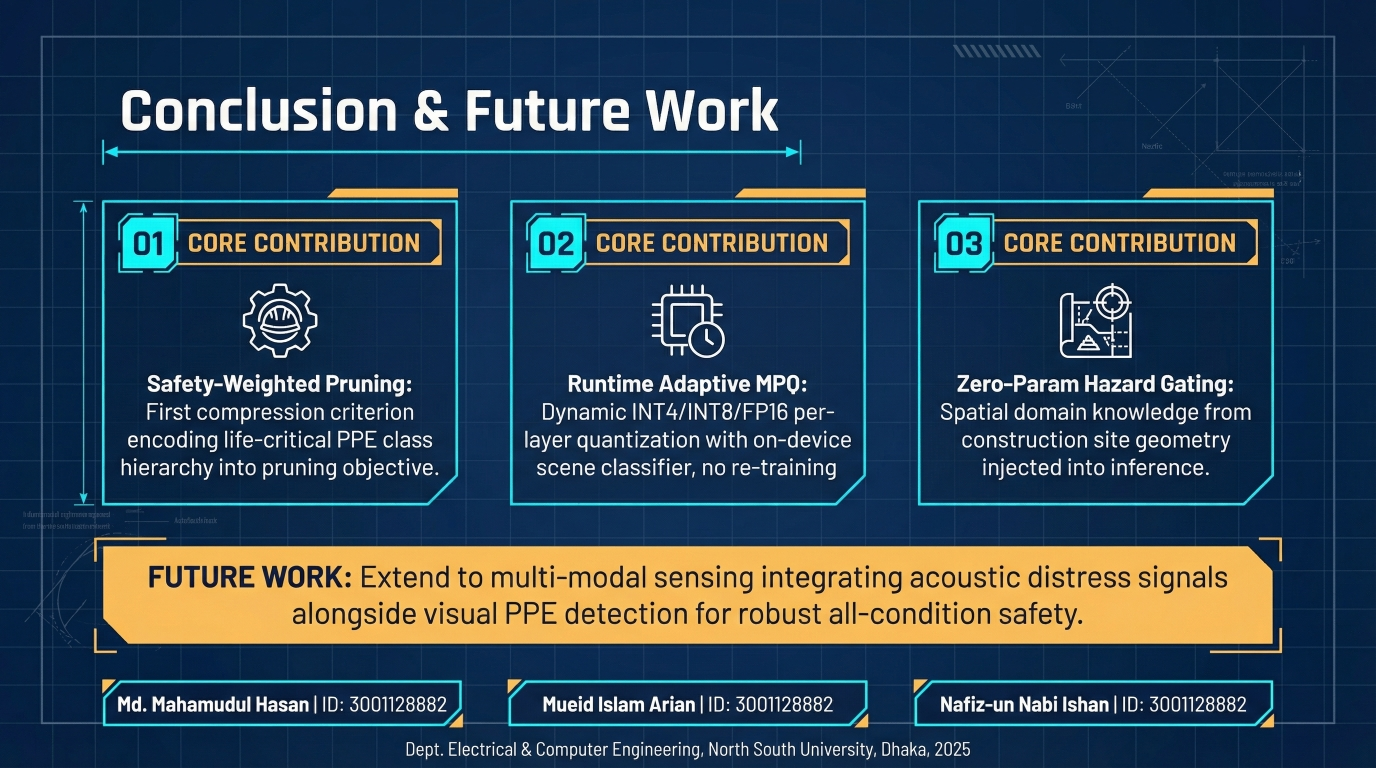 Conclusion & Future Work
01 CORE CONTRIBUTION
Safety-Weighted Pruning:
First compression criterion
encoding life-critical PPE class
hierarchy into pruning objective.
02 CORE CONTRIBUTION
Runtime Adaptive MPQ:
Dynamic INT4/INT8/FP16 per-
layer quantization with on-device
scene classifier, no re-training
03 CORE CONTRIBUTION
Zero-Param Hazard Gating:
Spatial domain knowledge from
construction site geometry
injected into inference.
FUTURE WORK: Extend to multi-modal sensing integrating acoustic distress signals
alongside visual PPE detection for robust all-condition safety.
Md. Mahamudul Hasan | ID: 3001128882
Mueid Islam Arian | ID: 3001128882
Nafiz-un Nabi Ishan | ID: 3001128882
Dept. Electrical & Computer Engineering, North South University, Dhaka, 2025